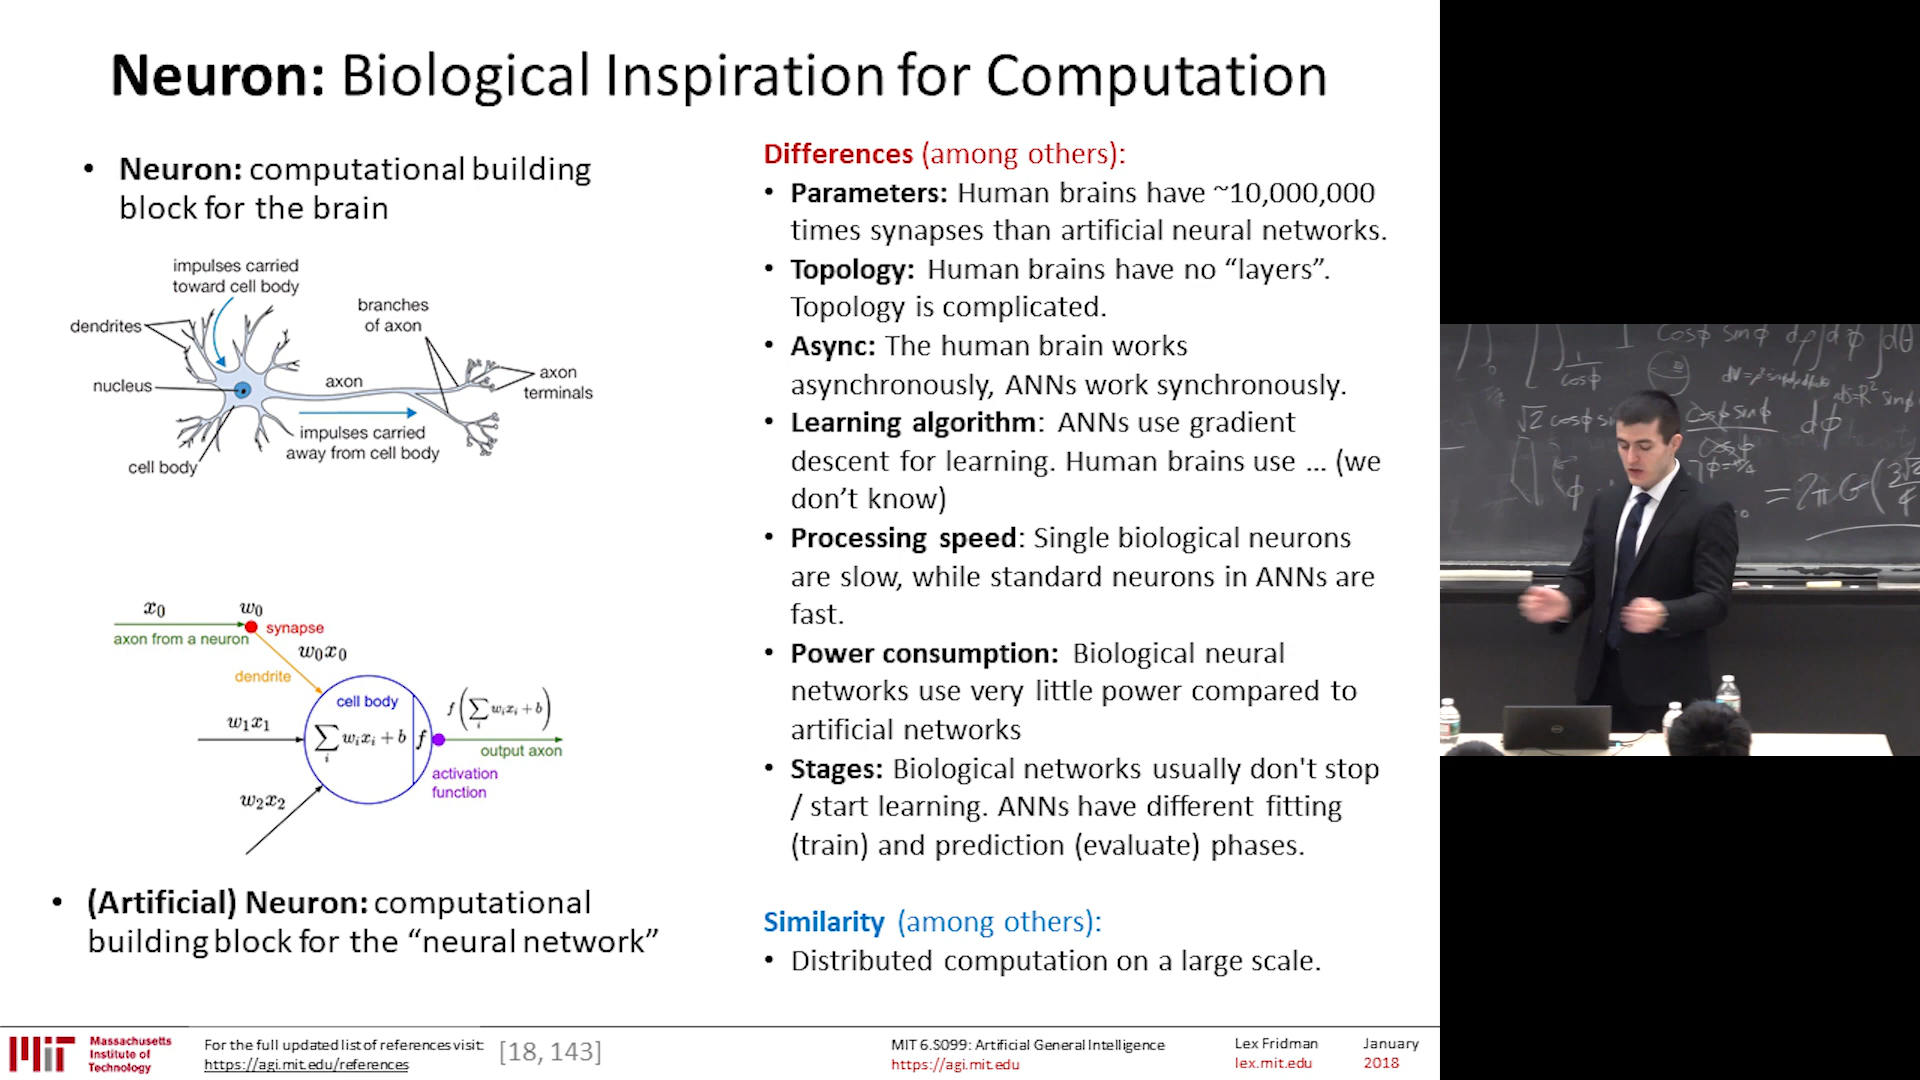 Neuron: Biological Inspiration for Computation
• Neuron: computational building
block for the brain
impulses carried
toward cell body
branches
of axon
dendrites
nucleus
axon
axon
terminals
impulses carried
away from cell body
cell body
x0
w0
axon from a neuron
synapse
w0x0
dendrite
cell body
f(∑i wixi + b)
w1x1
∑i wixi + b
f
output axon
activation
function
w2x2
• (Artificial) Neuron: computational
building block for the “neural network”
Differences (among others):
• Parameters: Human brains have ~10,000,000
times synapses than artificial neural networks.
• Topology: Human brains have no “layers”.
Topology is complicated.
• Async: The human brain works
asynchronously, ANNs work synchronously.
• Learning algorithm: ANNs use gradient
descent for learning. Human brains use ... (we
don’t know)
• Processing speed: Single biological neurons
are slow, while standard neurons in ANNs are
fast.
• Power consumption: Biological neural
networks use very little power compared to
artificial networks
• Stages: Biological networks usually don't stop
/ start learning. ANNs have different fitting
(train) and prediction (evaluate) phases.
Similarity (among others):
• Distributed computation on a large scale.
MIT
Massachusetts
Institute of
Technology
For the full updated list of references visit:
https://agi.mit.edu/references
[18, 143]
MIT 6.S099: Artificial General Intelligence
https://agi.mit.edu
Lex Fridman
lex.mit.edu
January
2018